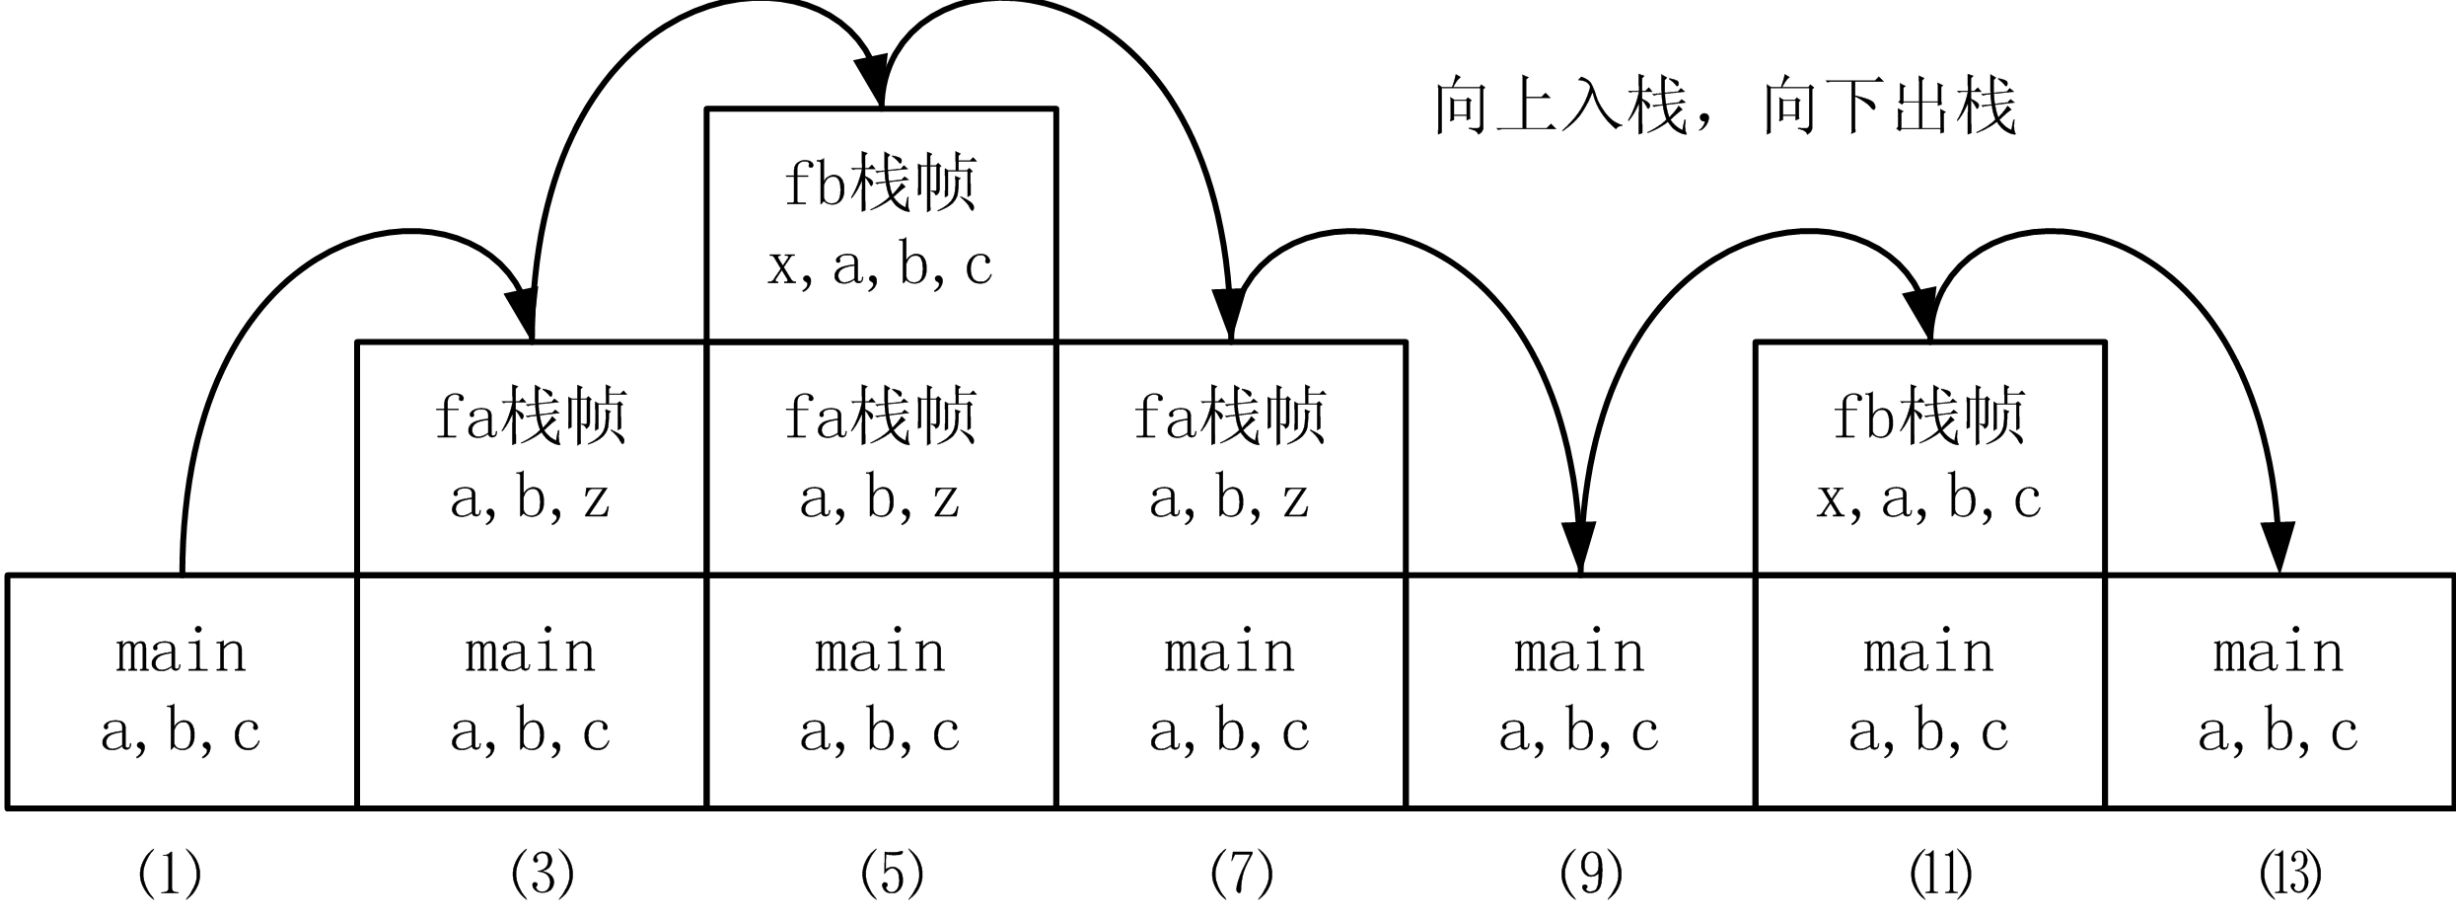 向上入栈，向下出栈
fb栈帧
x,a,b,c
fa栈帧
a,b,z
fa栈帧
a,b,z
fa栈帧
a,b,z
fb栈帧
x,a,b,c
main
a,b,c
main
a,b,c
main
a,b,c
main
a,b,c
main
a,b,c
main
a,b,c
main
a,b,c
(1)
(3)
(5)
(7)
(9)
(11)
(13)